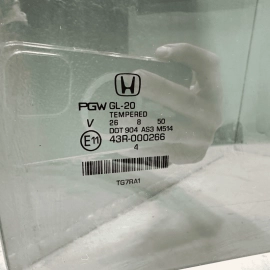 PGW GL-20
TEMPERED
V 26 8 50
DOT 904 AS3 M514
E11 43R-000266
4
TG7RA1